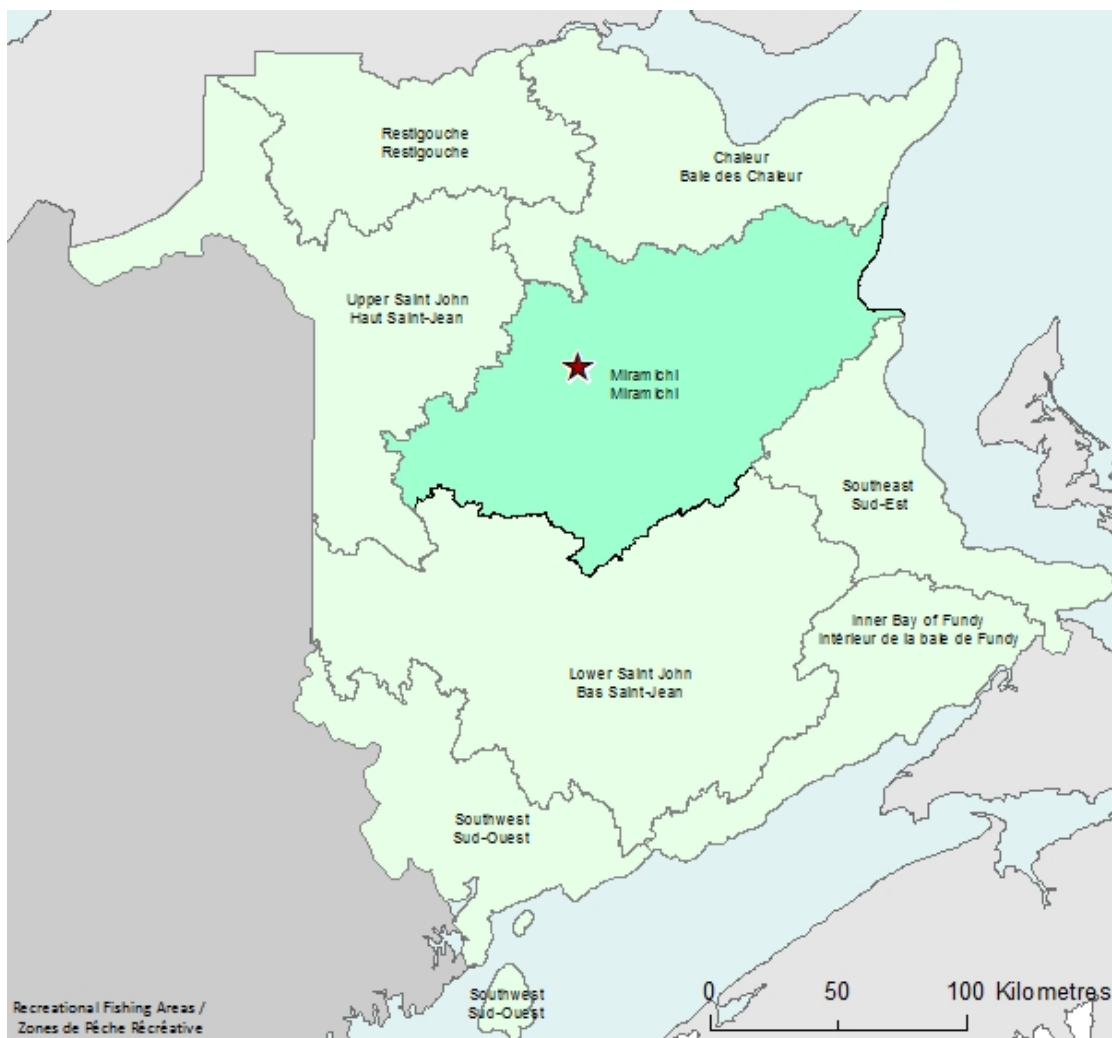 Restigouche
Restigouche
Chaleur
Baie des Chaleur
Upper Saint John
Haut Saint-Jean
Miramichi
Miramichi
Southeast
Sud-Est
Inner Bay of Fundy
Intérieur de la baie de Fundy
Lower Saint John
Bas Saint-Jean
Southwest
Sud-Ouest
Southwest
Sud-Ouest
0 50 100 Kilometres
Recreational Fishing Areas /
Zones de Pêche Récréative